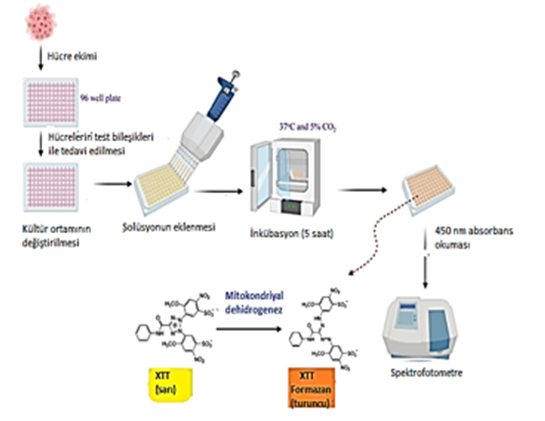 Hücre ekimi
96 well plate
Hücrelerin test bileşikleri
ile tedavi edilmesi
Kültür ortamının
değiştirilmesi
Solüsyonun eklenmesi
37°C and 5% CO₂
İnkübasyon (5 saat)
450 nm absorbans
okuması
Spektrofotometre
Mitokondriyal
dehidrogenez
XTT
(sarı)
XTT
Formazan
(turuncu)